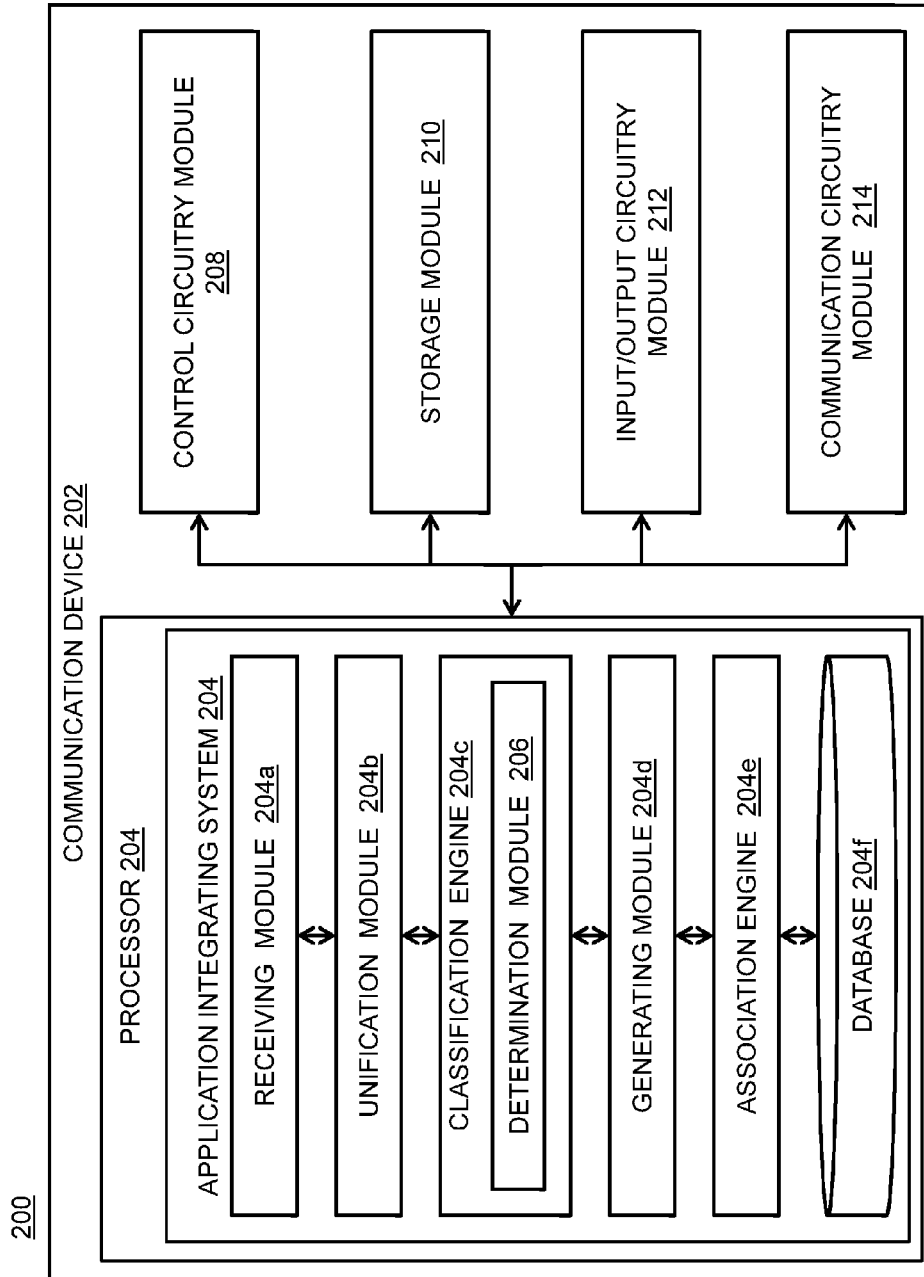 200
COMMUNICATION DEVICE 202
PROCESSOR 204
APPLICATION INTEGRATING SYSTEM 204
RECEIVING MODULE 204a
UNIFICATION MODULE 204b
CLASSIFICATION ENGINE 204c
DETERMINATION MODULE 206
GENERATING MODULE 204d
ASSOCIATION ENGINE 204e
DATABASE 204f
CONTROL CIRCUITRY MODULE
208
STORAGE MODULE 210
INPUT/OUTPUT CIRCUITRY
MODULE 212
COMMUNICATION CIRCUITRY
MODULE 214